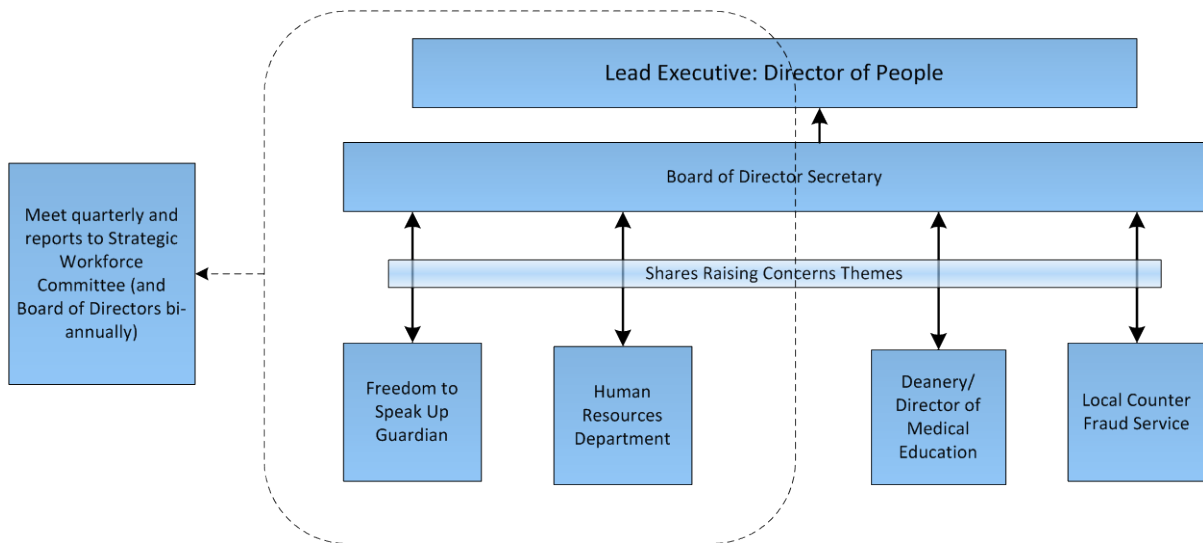 Lead Executive: Director of People
Board of Director Secretary
Meet quarterly and
reports to Strategic
Workforce
Committee (and
Board of Directors bi-
annually)
Shares Raising Concerns Themes
Freedom to
Speak Up
Guardian
Human
Resources
Department
Deanery/
Director of
Medical
Education
Local Counter
Fraud Service